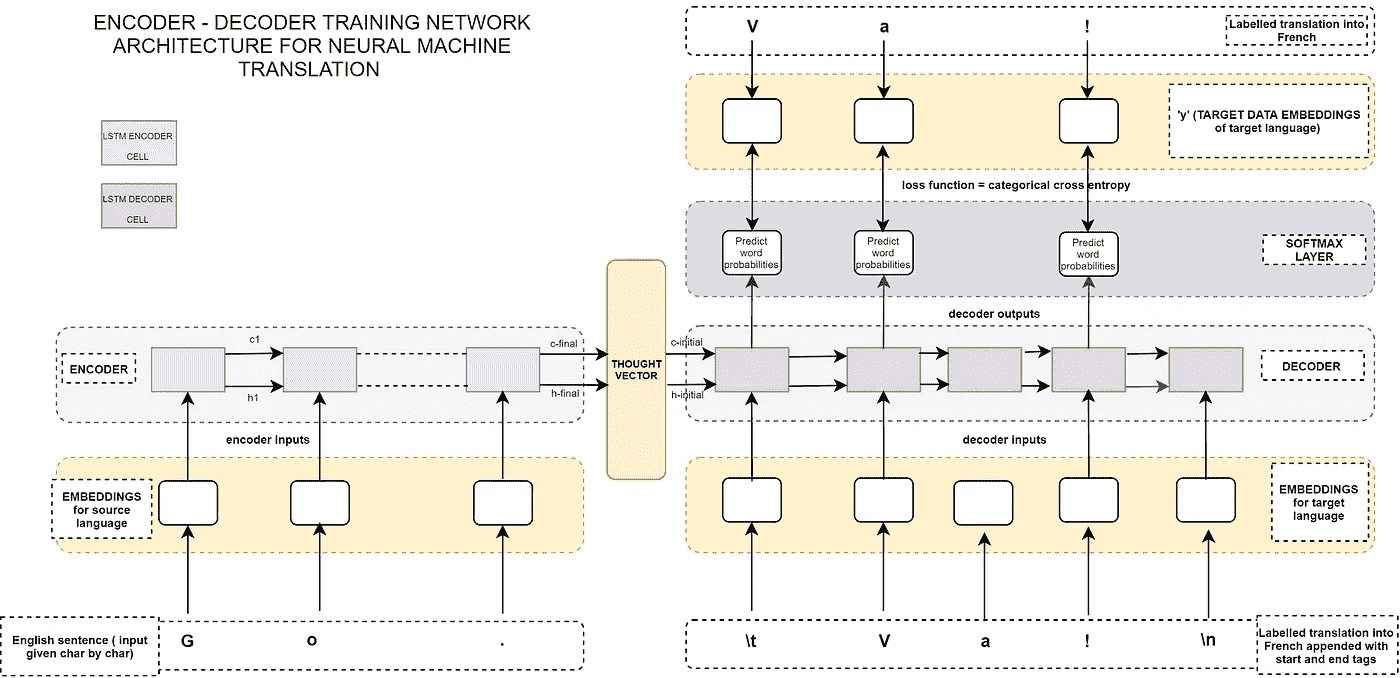 ENCODER - DECODER TRAINING NETWORK
ARCHITECTURE FOR NEURAL MACHINE
TRANSLATION
LSTM ENCODER
CELL
LSTM DECODER
CELL
V a !
Labelled translation into
French
'y' (TARGET DATA EMBEDDINGS
of target language)
loss function = categorical cross entropy
Predict
word
probabilities
Predict
word
probabilities
Predict
word
probabilities
SOFTMAX
LAYER
decoder outputs
ENCODER
c1
h1
c-final
h-final
THOUGHT
VECTOR
c-initial
h-initial
DECODER
encoder inputs
decoder inputs
EMBEDDINGS
for source
language
EMBEDDINGS
for target
language
English sentence ( input
given char by char)
G o .
\t V a ! \n
Labelled translation into
French appended with
start and end tags